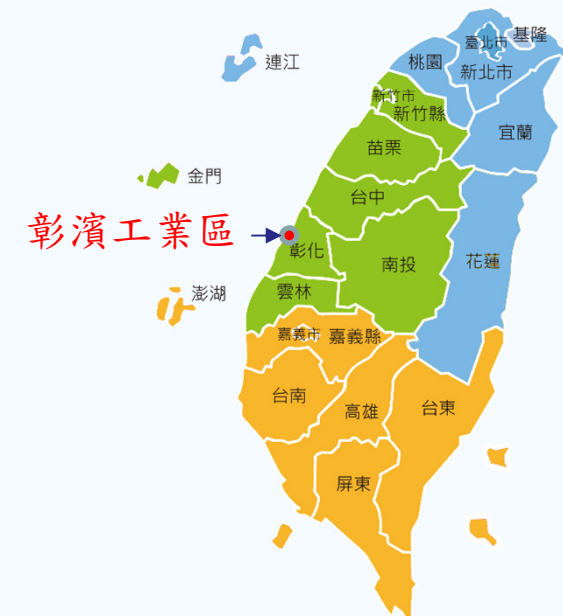 基隆
臺北市
連江
桃園
新北市
新竹市
新竹縣
宜蘭
苗栗
金門
台中
彰濱工業區
彰化
南投
花蓮
雲林
澎湖
嘉義市
嘉義縣
台南
高雄
台東
屏東